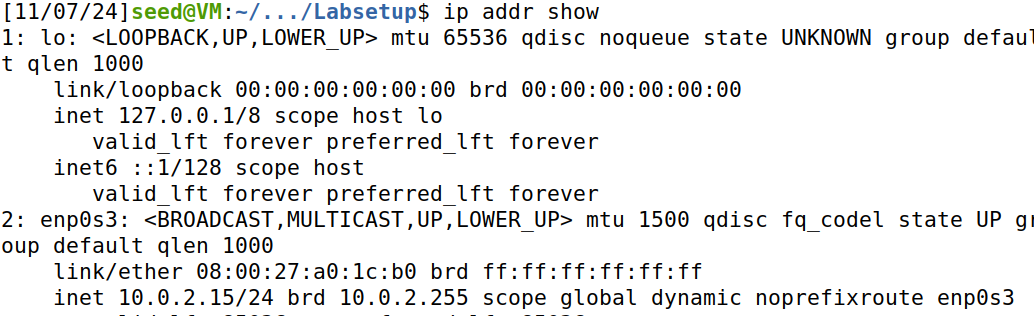 [11/07/24]seed@VM:~/.../Labsetup$ ip addr show
1: lo: <LOOPBACK,UP,LOWER_UP> mtu 65536 qdisc noqueue state UNKNOWN group defaul
t qlen 1000
    link/loopback 00:00:00:00:00:00 brd 00:00:00:00:00:00
    inet 127.0.0.1/8 scope host lo
       valid_lft forever preferred_lft forever
    inet6 ::1/128 scope host
       valid_lft forever preferred_lft forever
2: enp0s3: <BROADCAST,MULTICAST,UP,LOWER_UP> mtu 1500 qdisc fq_codel state UP gr
oup default qlen 1000
    link/ether 08:00:27:a0:1c:b0 brd ff:ff:ff:ff:ff:ff
    inet 10.0.2.15/24 brd 10.0.2.255 scope global dynamic noprefixroute enp0s3